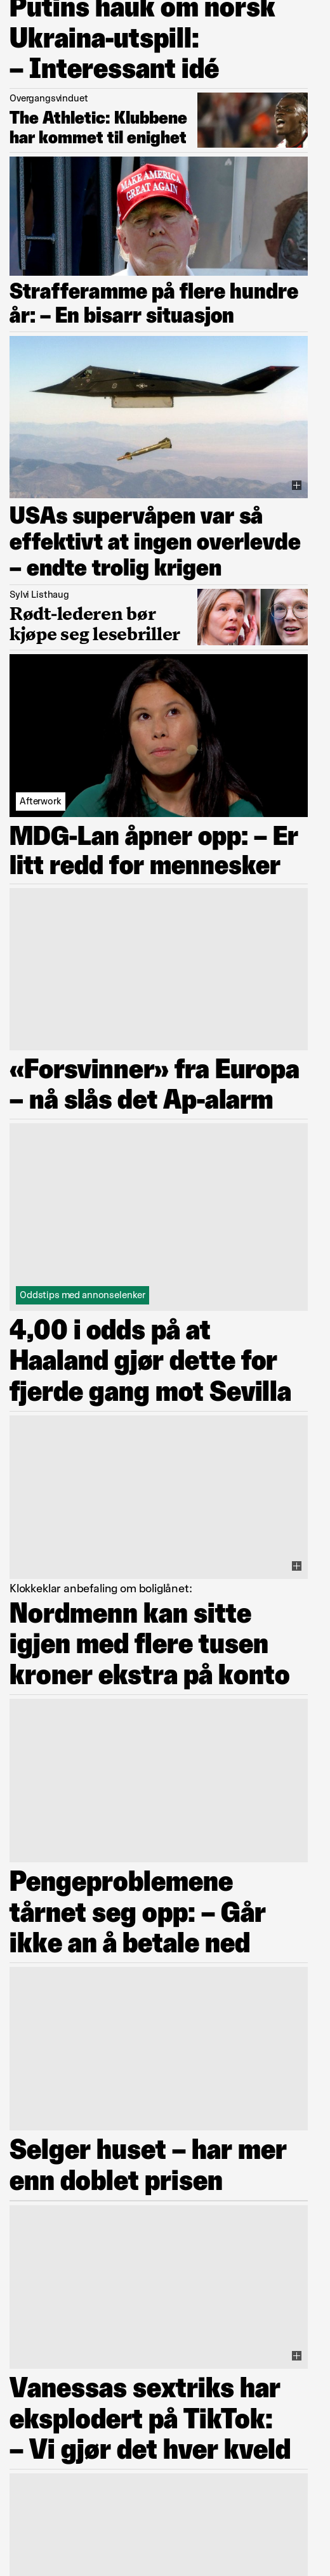 Putins hauk om norsk
Ukraina-utspill:
– Interessant idé
Overgangsvinduet
The Athletic: Klubbene
har kommet til enighet
MAKE AMERICA
GREAT AGAIN
Strafferamme på flere hundre
år: – En bisarr situasjon
USAs supervåpen var så
effektivt at ingen overlevde
– endte trolig krigen
Sylvi Listhaug
Rødt-lederen bør
kjøpe seg lesebriller
Afterwork
MDG-Lan åpner opp: – Er
litt redd for mennesker
«Forsvinner» fra Europa
– nå slås det Ap-alarm
Oddstips med annonselenker
4,00 i odds på at
Haaland gjør dette for
fjerde gang mot Sevilla
Klokkeklar anbefaling om boliglånet:
Nordmenn kan sitte
igjen med flere tusen
kroner ekstra på konto
Pengeproblemene
tårnet seg opp: – Går
ikke an å betale ned
Selger huset – har mer
enn doblet prisen
Vanessas sextriks har
eksplodert på TikTok:
– Vi gjør det hver kveld